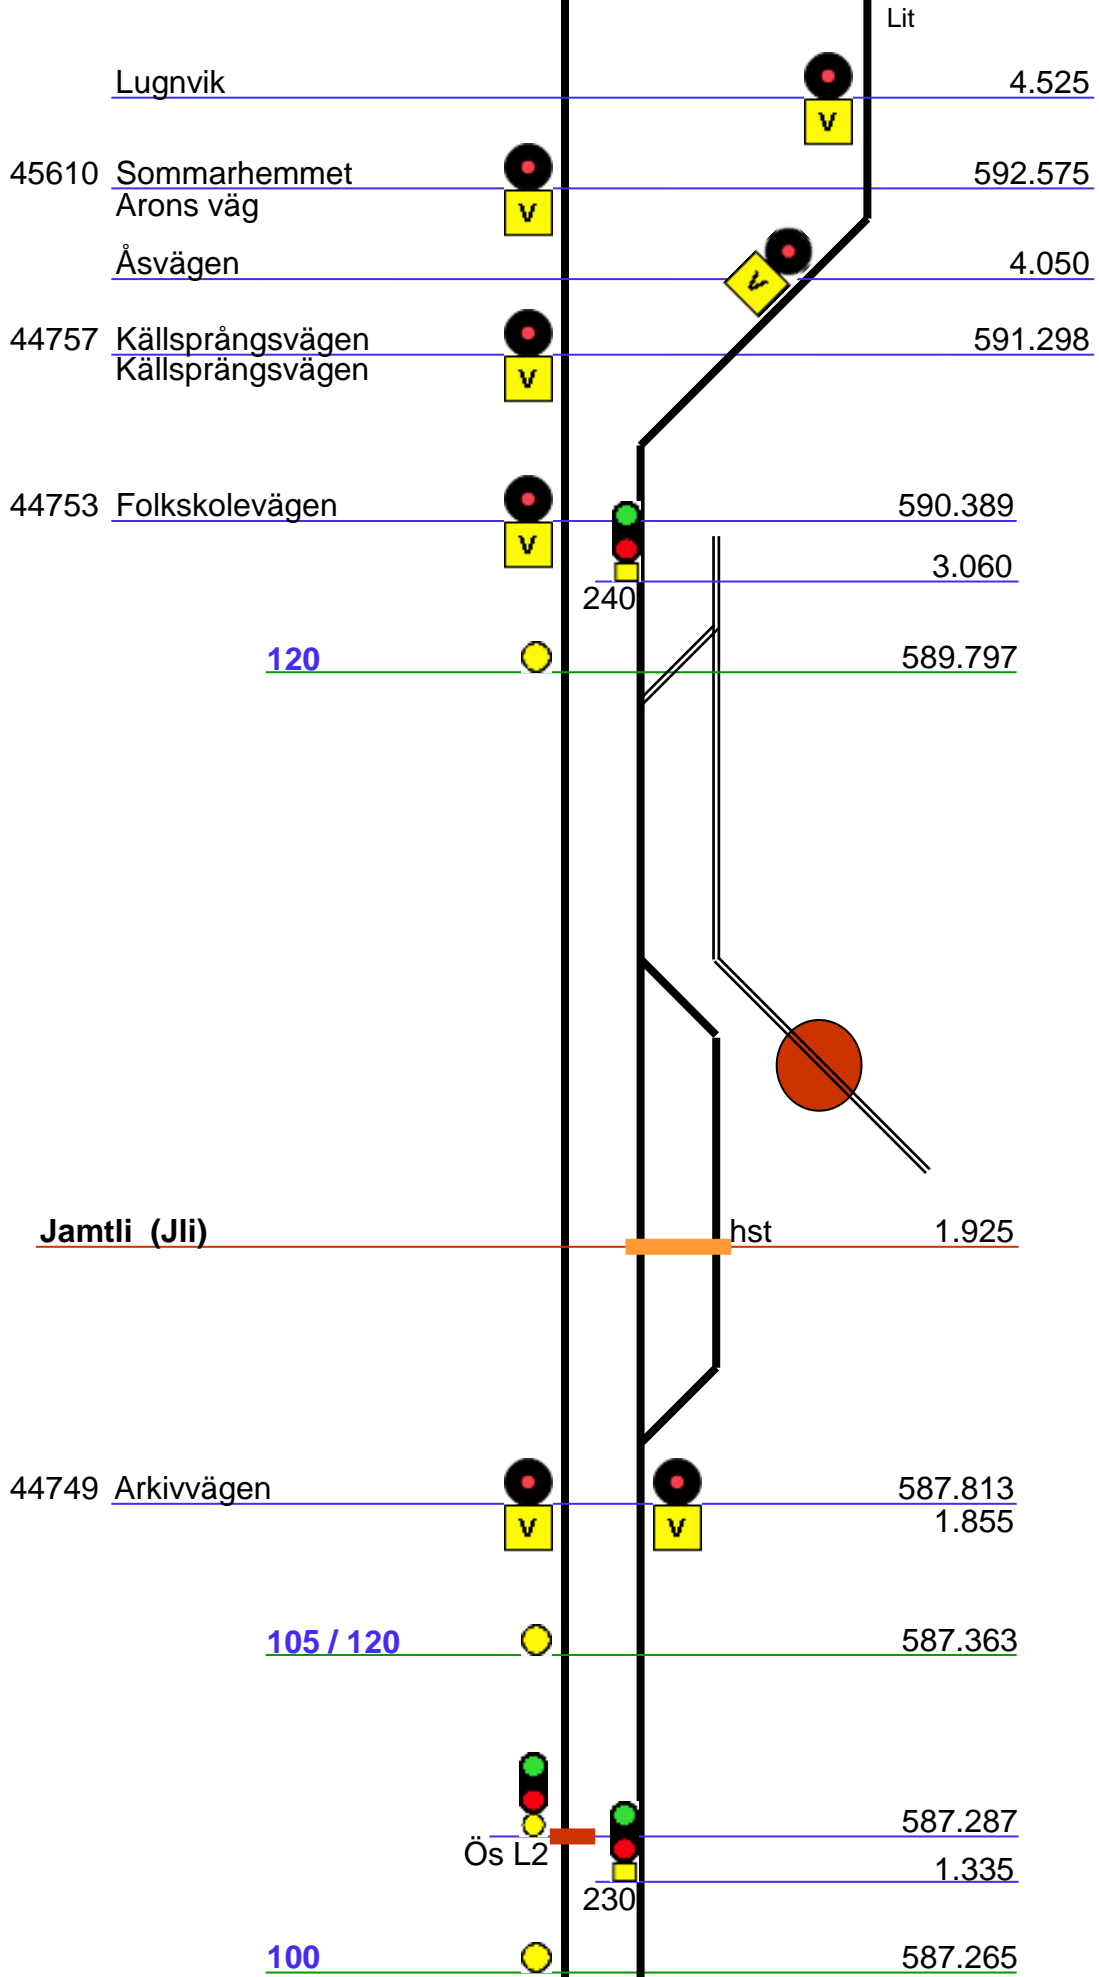 Lit
Lugnvik 4.525
V
45610 Sommarhemmet 592.575
Arons väg
V
Åsvägen 4.050
V
44757 Källsprångsvägen 591.298
Källsprängsvägen
V
44753 Folkskolevägen 590.389
V
3.060
240
120 589.797
Jamtli (Jli) hst 1.925
44749 Arkivvägen 587.813
V V 1.855
105 / 120 587.363
587.287
Ös L2
1.335
230
100 587.265